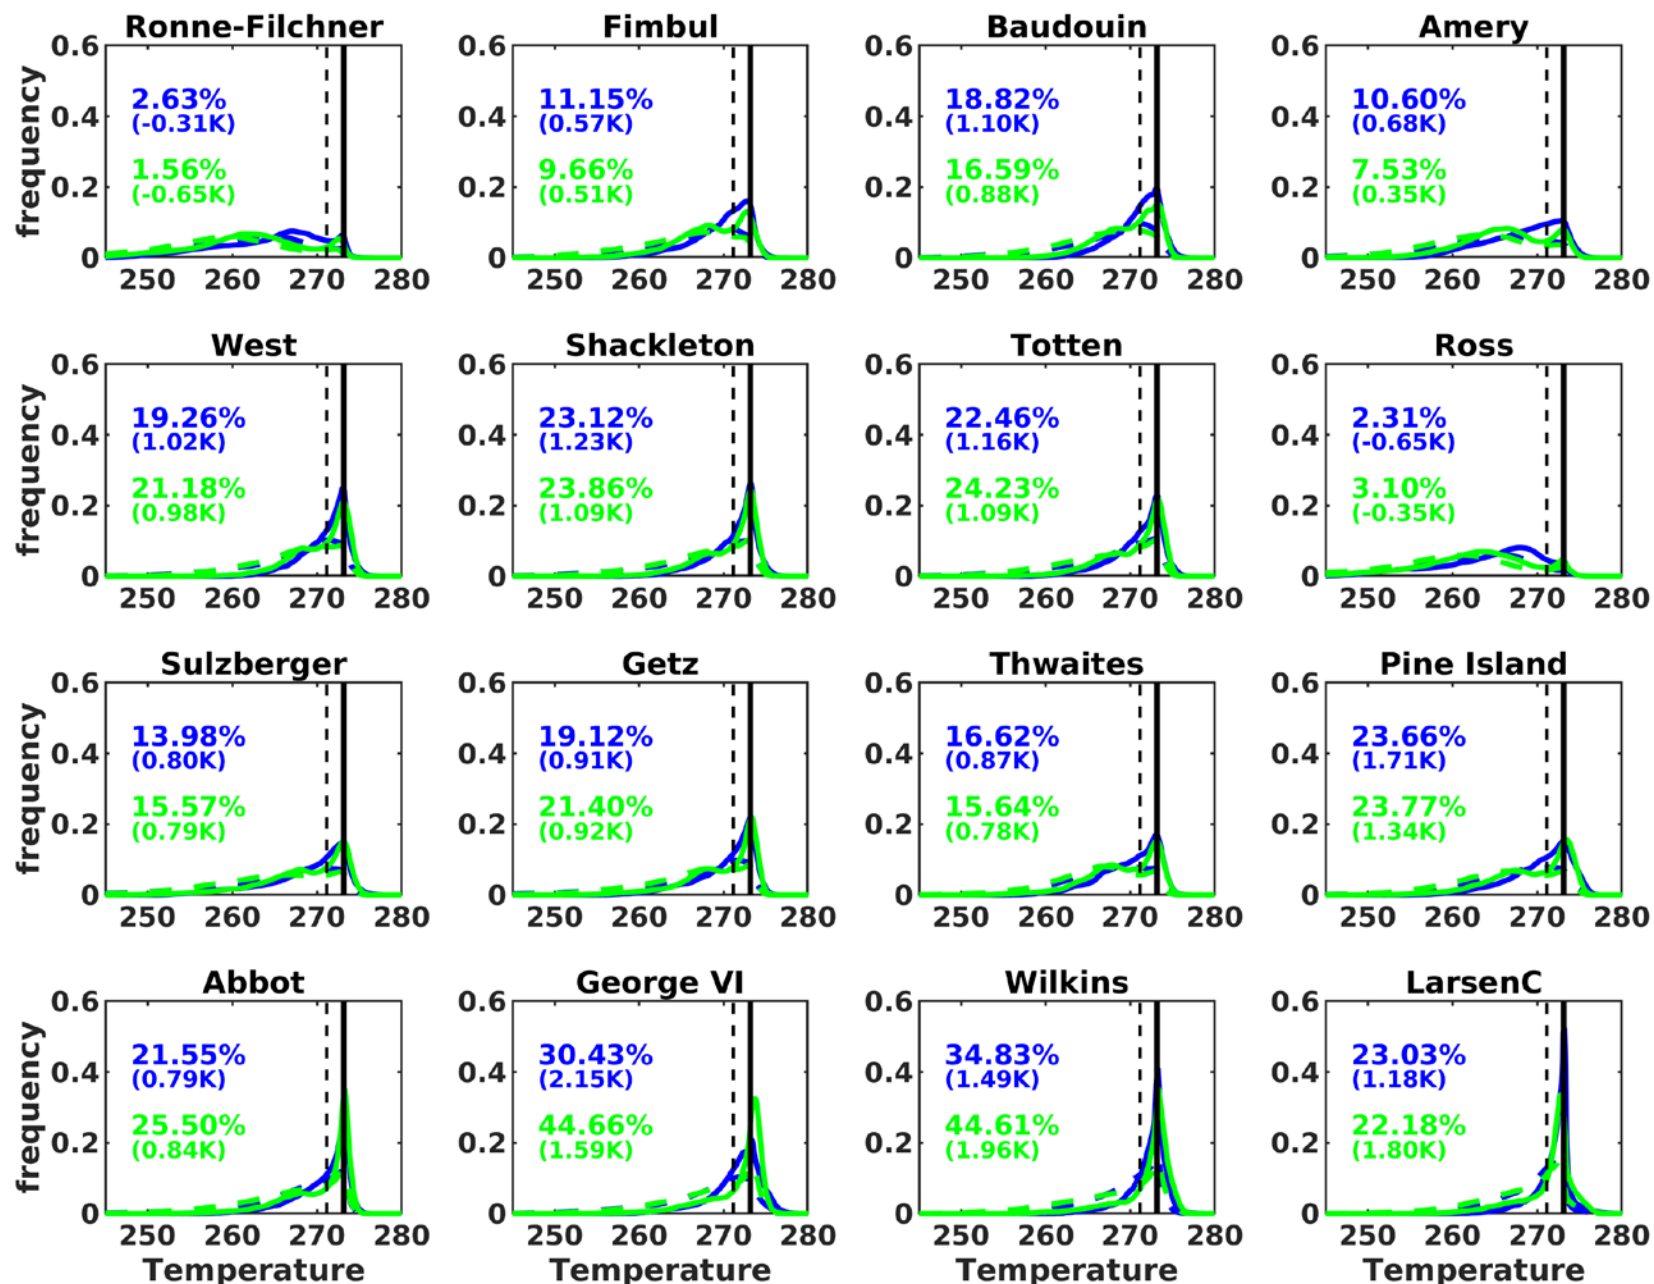 Ronne-Filchner
Fimbul
Baudouin
Amery
frequency
0.6
0.4
0.2
0
2.63%
(-0.31K)
1.56%
(-0.65K)
250 260 270 280
0.6
0.4
0.2
0
11.15%
(0.57K)
9.66%
(0.51K)
250 260 270 280
0.6
0.4
0.2
0
18.82%
(1.10K)
16.59%
(0.88K)
250 260 270 280
0.6
0.4
0.2
0
10.60%
(0.68K)
7.53%
(0.35K)
250 260 270 280
West
Shackleton
Totten
Ross
frequency
0.6
0.4
0.2
0
19.26%
(1.02K)
21.18%
(0.98K)
250 260 270 280
0.6
0.4
0.2
0
23.12%
(1.23K)
23.86%
(1.09K)
250 260 270 280
0.6
0.4
0.2
0
22.46%
(1.16K)
24.23%
(1.09K)
250 260 270 280
0.6
0.4
0.2
0
2.31%
(-0.65K)
3.10%
(-0.35K)
250 260 270 280
Sulzberger
Getz
Thwaites
Pine Island
frequency
0.6
0.4
0.2
0
13.98%
(0.80K)
15.57%
(0.79K)
250 260 270 280
0.6
0.4
0.2
0
19.12%
(0.91K)
21.40%
(0.92K)
250 260 270 280
0.6
0.4
0.2
0
16.62%
(0.87K)
15.64%
(0.78K)
250 260 270 280
0.6
0.4
0.2
0
23.66%
(1.71K)
23.77%
(1.34K)
250 260 270 280
Abbot
George VI
Wilkins
LarsenC
frequency
0.6
0.4
0.2
0
21.55%
(0.79K)
25.50%
(0.84K)
250 260 270 280
Temperature
0.6
0.4
0.2
0
30.43%
(2.15K)
44.66%
(1.59K)
250 260 270 280
Temperature
0.6
0.4
0.2
0
34.83%
(1.49K)
44.61%
(1.96K)
250 260 270 280
Temperature
0.6
0.4
0.2
0
23.03%
(1.18K)
22.18%
(1.80K)
250 260 270 280
Temperature